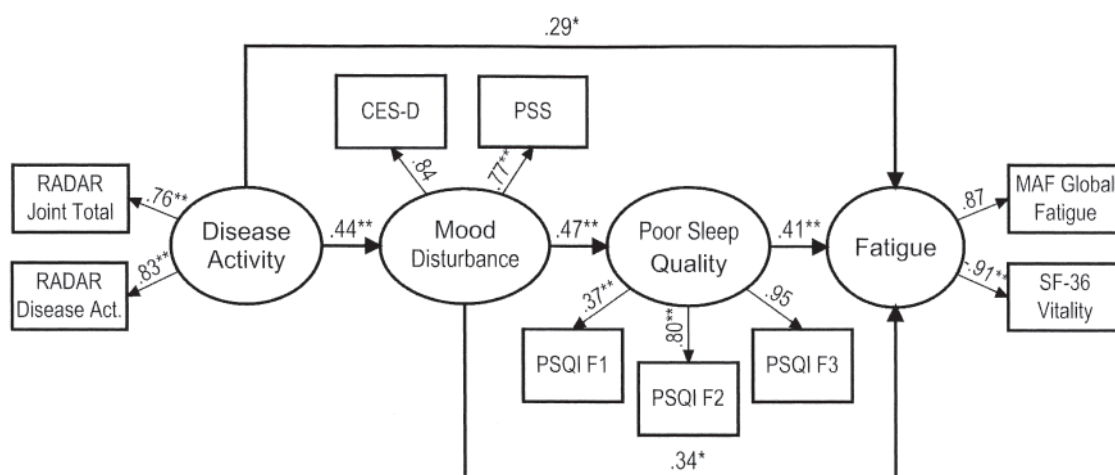 .29*
CES-D
PSS
.84
.77**
RADAR
Joint Total
.76**
RADAR
Disease Act.
.83**
Disease
Activity
.44**
Mood
Disturbance
.47**
Poor Sleep
Quality
.41**
Fatigue
.87
MAF Global
Fatigue
-.91**
SF-36
Vitality
.37**
.80**
.95
PSQI F1
PSQI F2
PSQI F3
.34*